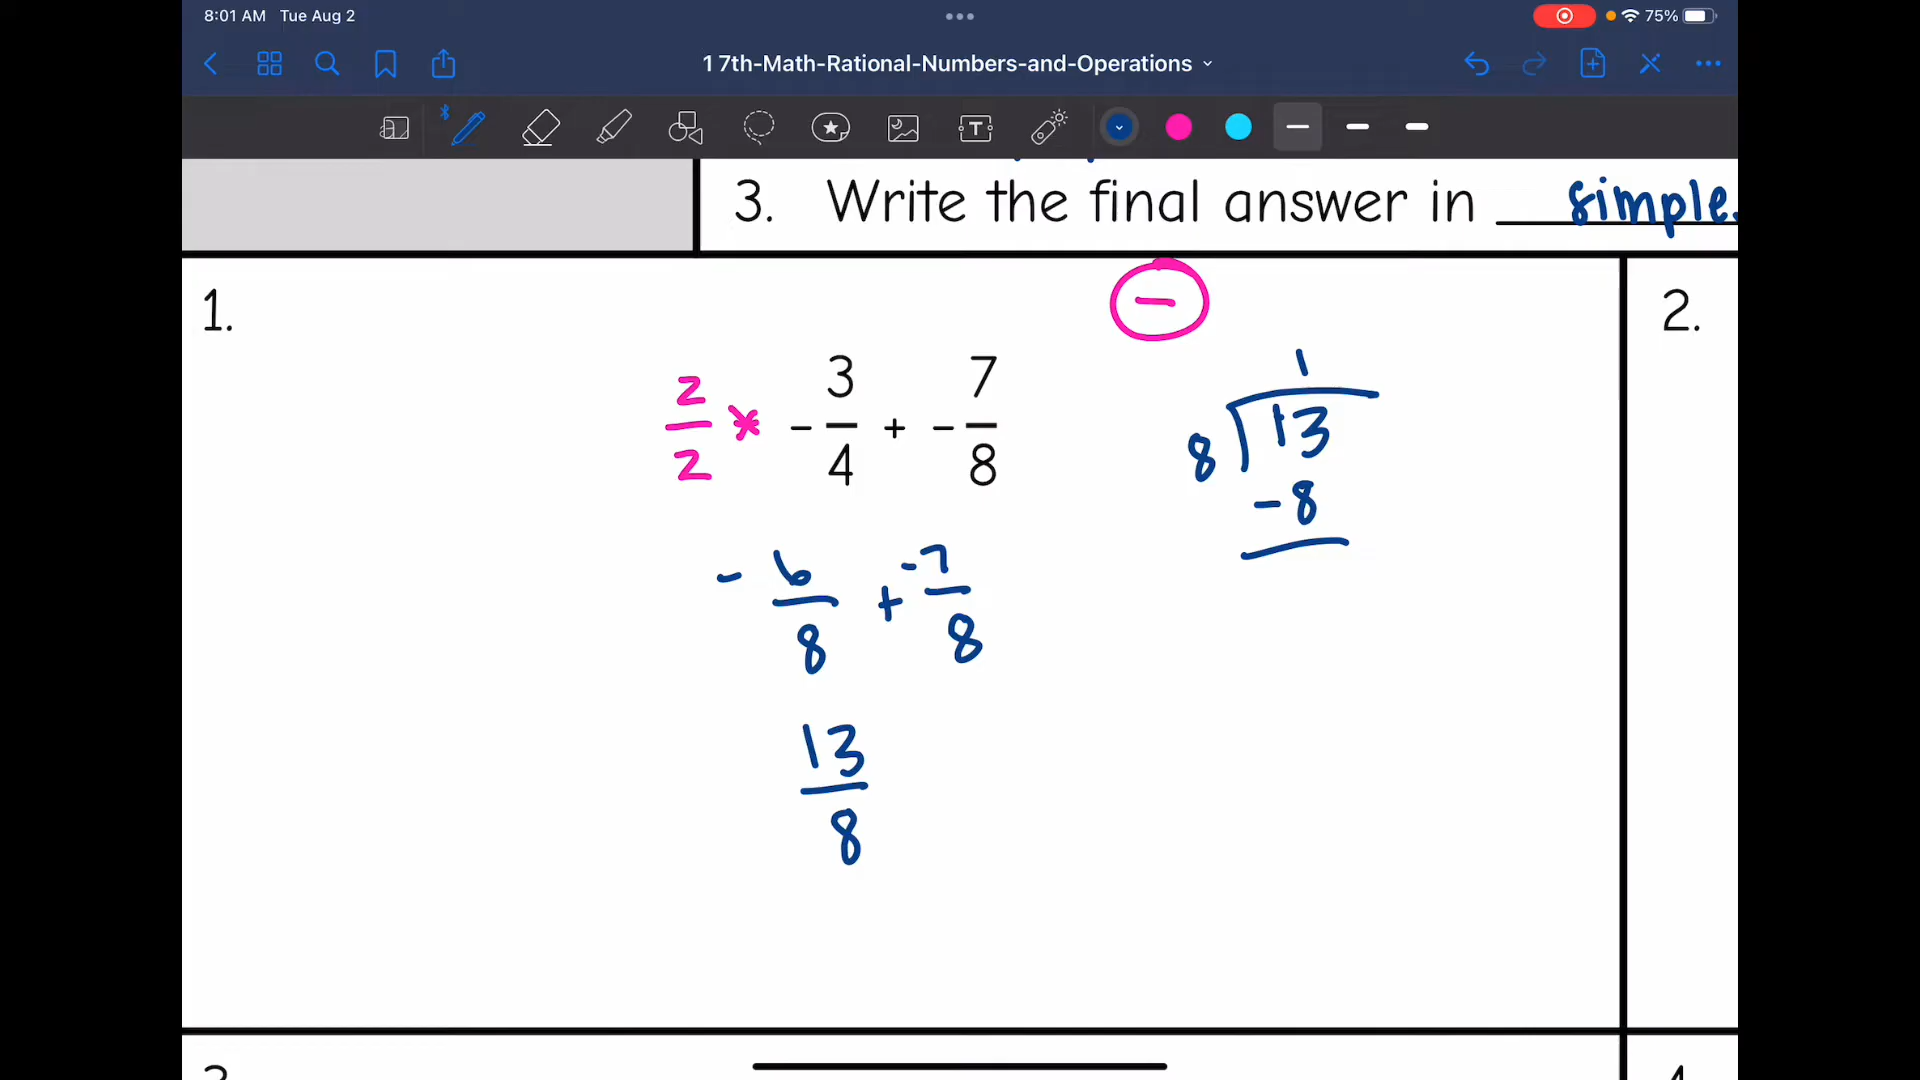 8:01 AM Tue Aug 2
75%
1 7th-Math-Rational-Numbers-and-Operations
T
3. Write the final answer in simple.
1.
2.
2/2 * - 3/4 + - 7/8
- 6/8 + -7/8
13/8
−
1
8 13
-8